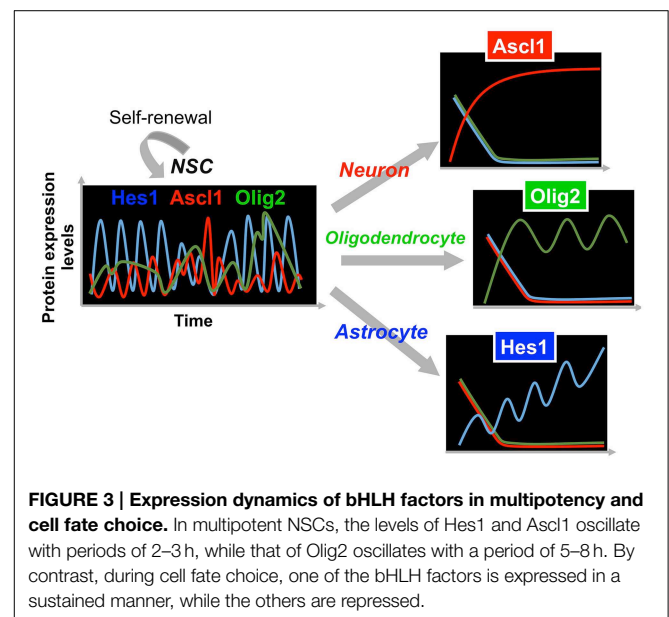 Ascl1
Self-renewal
NSC
Neuron
Hes1 Ascl1 Olig2
Olig2
Protein expression
levels
Oligodendrocyte
Time
Astrocyte
Hes1
FIGURE 3 | Expression dynamics of bHLH factors in multipotency and
cell fate choice. In multipotent NSCs, the levels of Hes1 and Ascl1 oscillate
with periods of 2–3 h, while that of Olig2 oscillates with a period of 5–8 h. By
contrast, during cell fate choice, one of the bHLH factors is expressed in a
sustained manner, while the others are repressed.